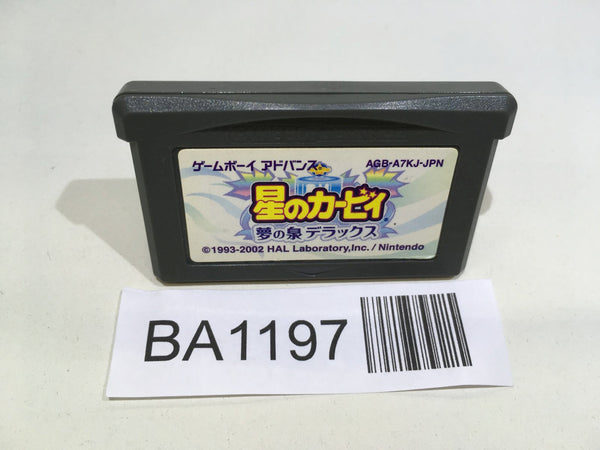 ゲームボーイ アドバンス AGB-A7KJ-JPN
星のカービィ
夢の泉 デラックス
©1993-2002 HAL Laboratory,Inc. / Nintendo
BA1197